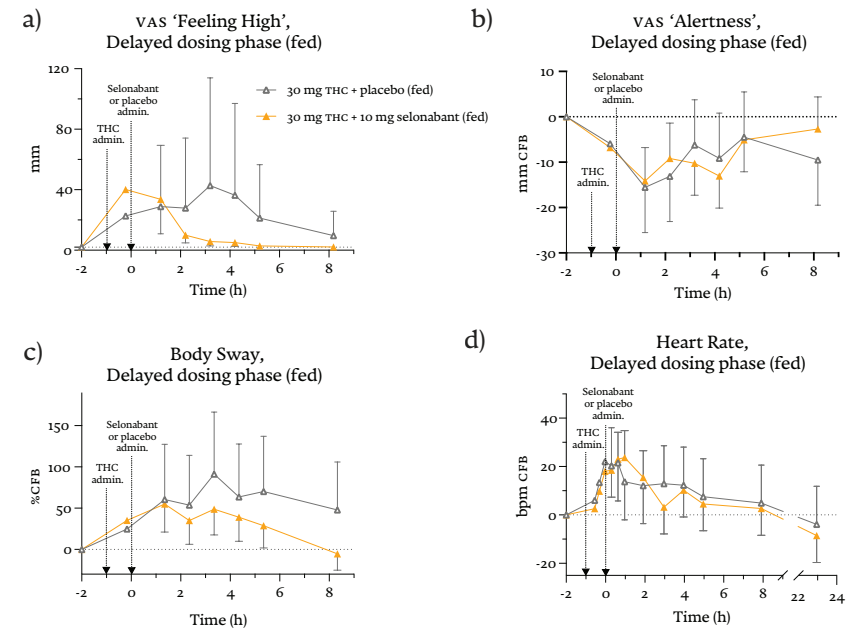 a)
VAS ‘Feeling High’,
Delayed dosing phase (fed)
120
80
40
0
mm
Selonabant
or placebo
admin.
THC
admin.
30 mg THC + placebo (fed)
30 mg THC + 10 mg selonabant (fed)
-2 0 2 4 6 8
Time (h)
b)
VAS ‘Alertness’,
Delayed dosing phase (fed)
10
0
-10
-20
-30
mm CFB
Selonabant
or placebo
admin.
THC
admin.
-2 0 2 4 6 8
Time (h)
c)
Body Sway,
Delayed dosing phase (fed)
150
100
50
0
%CFB
Selonabant
or placebo
admin.
THC
admin.
-2 0 2 4 6 8
Time (h)
d)
Heart Rate,
Delayed dosing phase (fed)
40
20
0
-20
bpm CFB
Selonabant
or placebo
admin.
THC
admin.
-2 0 2 4 6 8 22 24
Time (h)